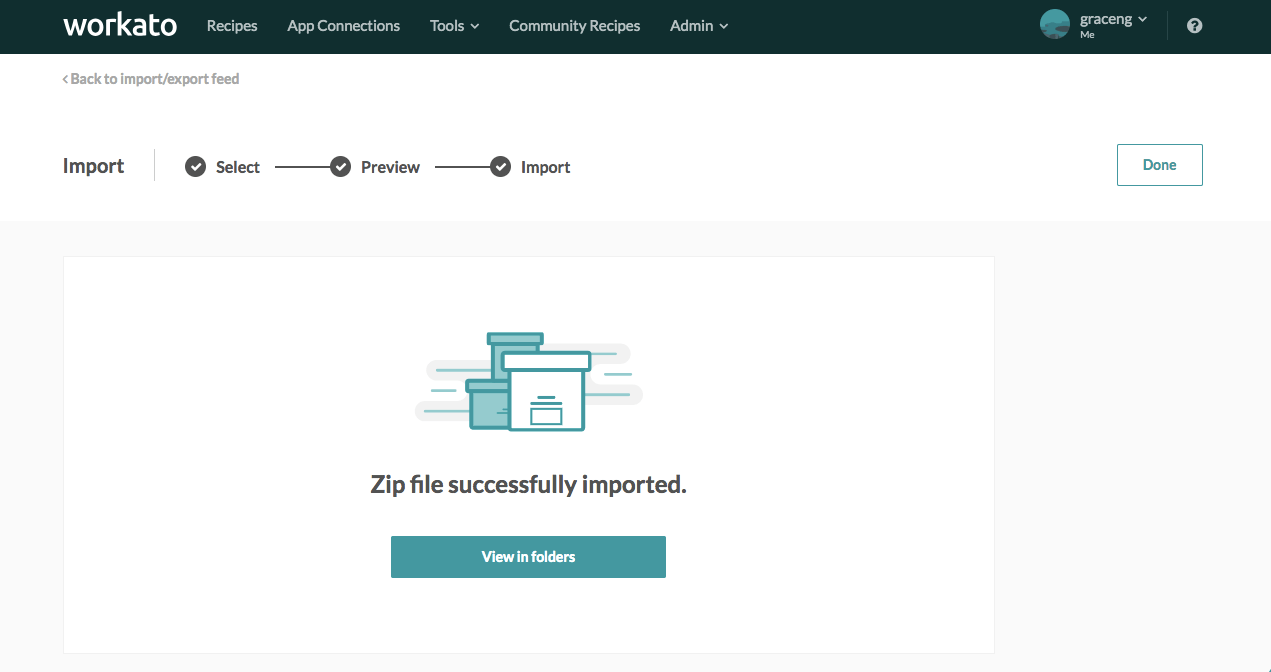 workato Recipes App Connections Tools Community Recipes Admin graceng
Me
Back to import/export feed
Import Select Preview Import Done
Zip file successfully imported.
View in folders